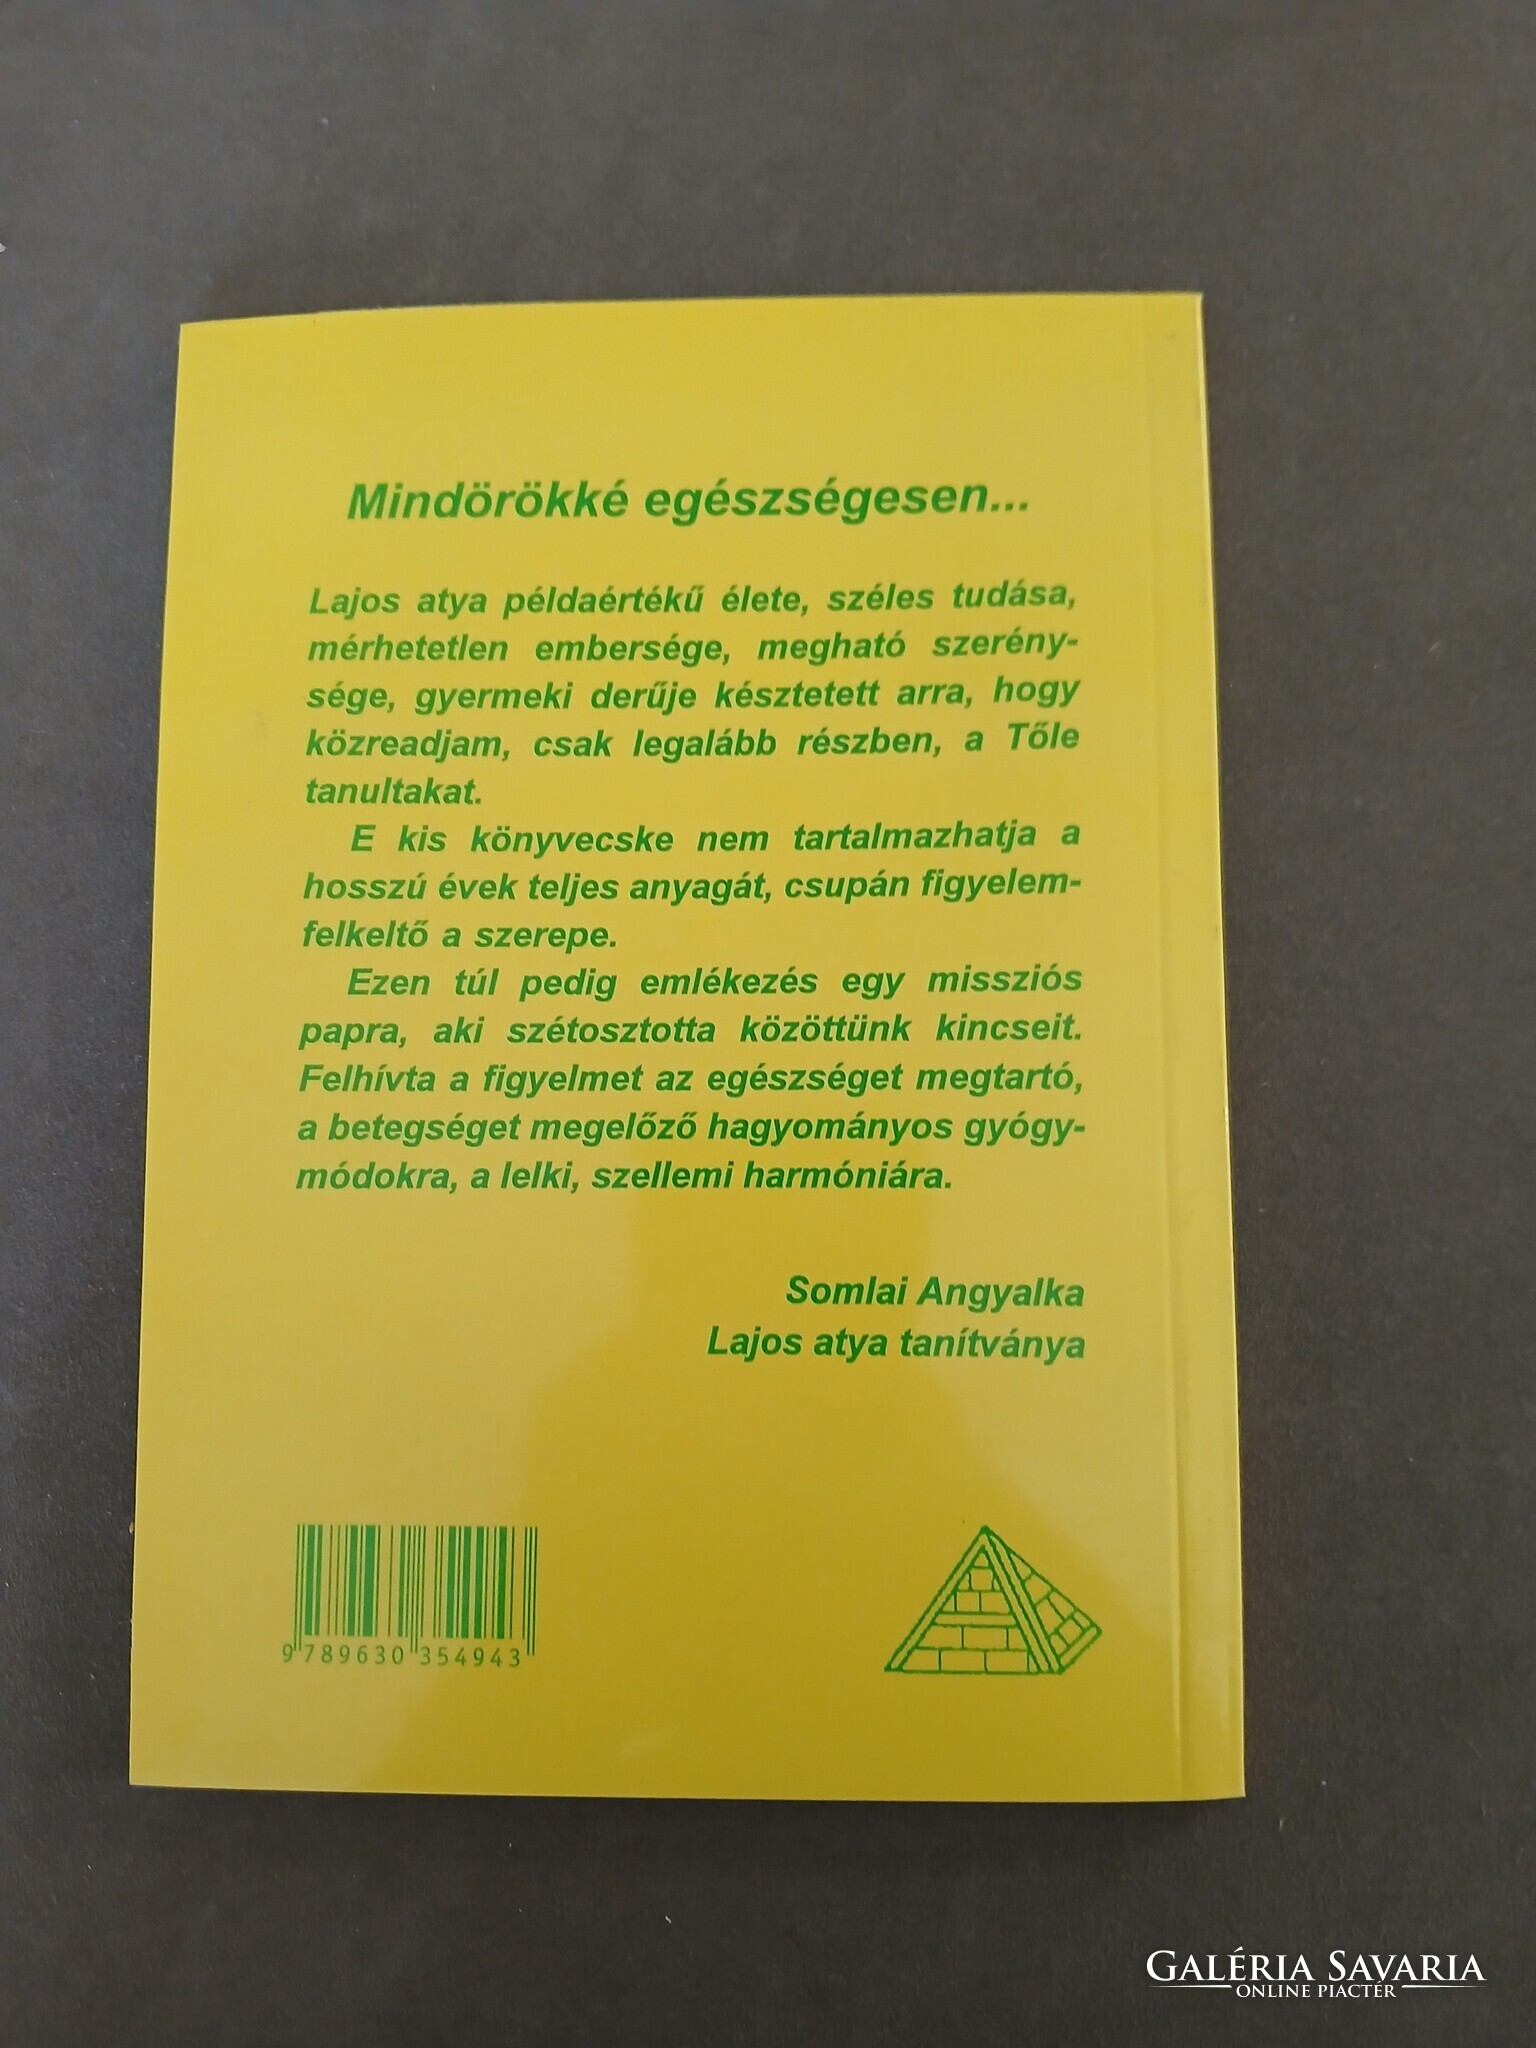 Mindörökké egészségesen...
Lajos atya példaértékű élete, széles tudása,
mérhetetlen embersége, megható szerény-
sége, gyermeki derűje késztetett arra, hogy
közreadjam, csak legalább részben, a Tőle
tanultakat.
E kis könyvecske nem tartalmazhatja a
hosszú évek teljes anyagát, csupán figyelem-
felkeltő a szerepe.
Ezen túl pedig emlékezés egy missziós
papra, aki szétosztotta közöttünk kincseit.
Felhívta a figyelmet az egészséget megtartó,
a betegséget megelőző hagyományos gyógy-
módokra, a lelki, szellemi harmóniára.
Somlai Angyalka
Lajos atya tanítványa
9 789630 354943
GALÉRIA SAVARIA
ONLINE PIACTÉR